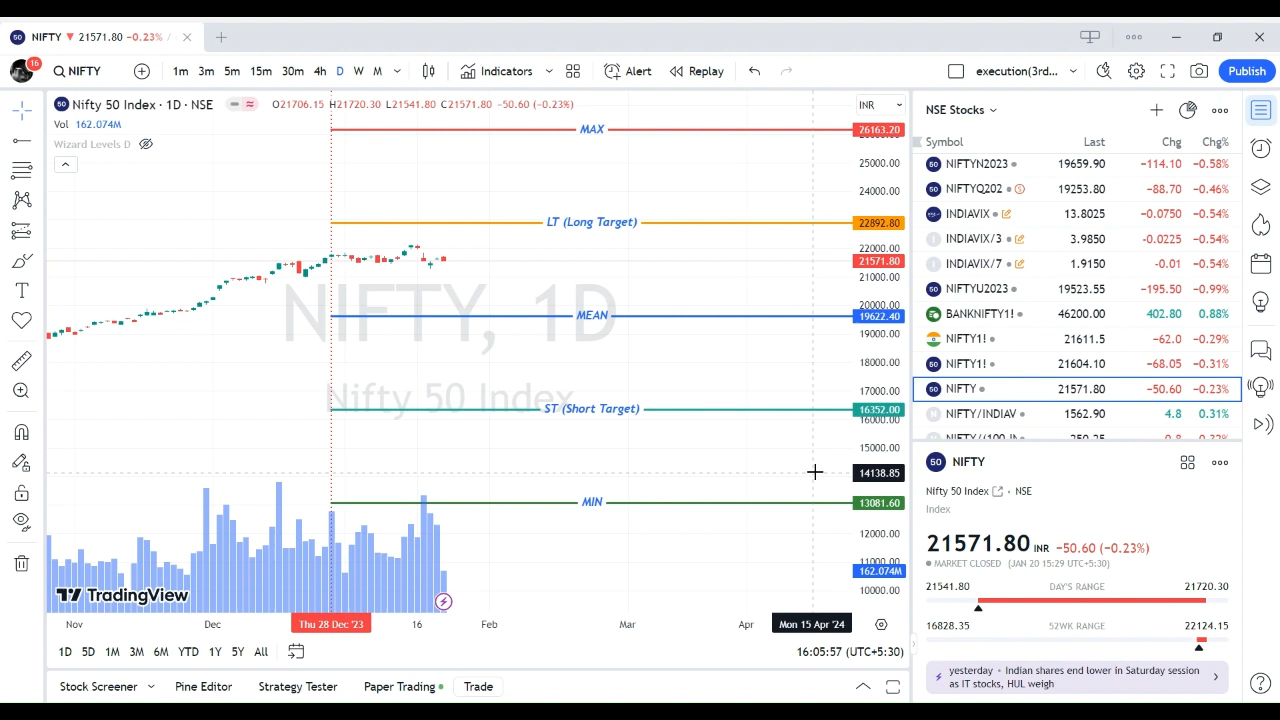 NIFTY ▼ 21571.80 −0.23% /
16
NIFTY 1m 3m 5m 15m 30m 4h D W M Indicators Alert Replay execution(3rd... Publish
Nifty 50 Index · 1D · NSE O21706.15 H21720.30 L21541.80 C21571.80 −50.60 (−0.23%)
INR
Vol 162.074M
Wizard Levels D
MAX
LT (Long Target)
MEAN
ST (Short Target)
MIN
NIFTY, 1D
Nifty 50 Index
26163.20
25000.00
24000.00
22892.80
22000.00
21571.80
21000.00
20000.00
19622.40
19000.00
18000.00
17000.00
16352.00
16000.00
15000.00
14138.85
13081.60
12000.00
11000.00
162.074M
10000.00
TradingView
Nov Dec Thu 28 Dec '23 16 Feb Mar Apr Mon 15 Apr '24
1D 5D 1M 3M 6M YTD 1Y 5Y All
16:05:57 (UTC+5:30)
Stock Screener Pine Editor Strategy Tester Paper Trading Trade
NSE Stocks
Symbol Last Chg Chg%
NIFTYN2023 19659.90 −114.10 −0.58%
NIFTYQ202 19253.80 −88.70 −0.46%
INDIAVIX 13.8025 −0.0750 −0.54%
INDIAVIX/3 3.9850 −0.0225 −0.54%
INDIAVIX/7 1.9150 −0.01 −0.54%
NIFTYU2023 19523.55 −195.50 −0.99%
BANKNIFTY1! 46200.00 402.80 0.88%
NIFTY1! 21611.5 −62.0 −0.29%
NIFTY1! 21604.10 −68.05 −0.31%
NIFTY 21571.80 −50.60 −0.23%
NIFTY/INDIAV 1562.90 4.8 0.31%
50 NIFTY
Nifty 50 Index · NSE
Index
21571.80 INR −50.60 (−0.23%)
MARKET CLOSED (JAN 20 15:29 UTC+5:30)
21541.80 DAY'S RANGE 21720.30
16828.35 52WK RANGE 22124.15
yesterday · Indian shares end lower in Saturday session
as IT stocks, HUL weigh